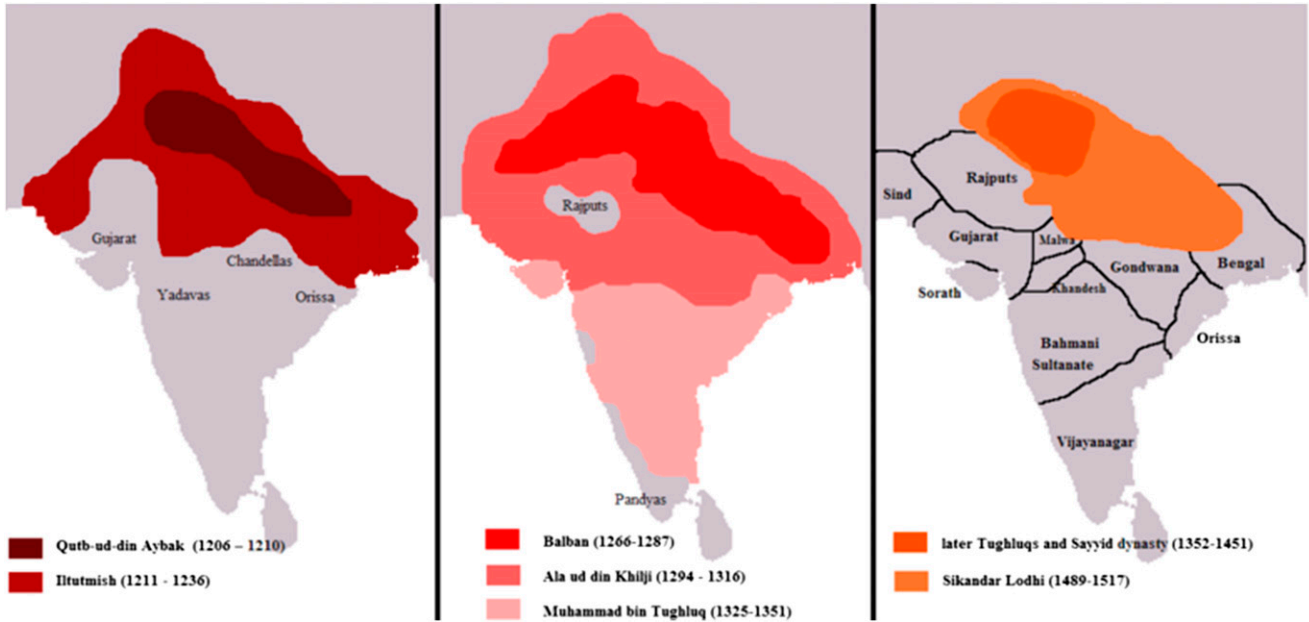 Gujarat
Chandellas
Yadavas
Orissa
Qutb-ud-din Aybak (1206 – 1210)
Iltutmish (1211 - 1236)
Rajputs
Pandyas
Balban (1266-1287)
Ala ud din Khilji (1294 - 1316)
Muhammad bin Tughluq (1325-1351)
Rajputs
Sind
Gujarat
Malwa
Gondwana
Bengal
Sorath
Khandesh
Orissa
Bahmani
Sultanate
Vijayanagar
later Tughluqs and Sayyid dynasty (1352-1451)
Sikandar Lodhi (1489-1517)